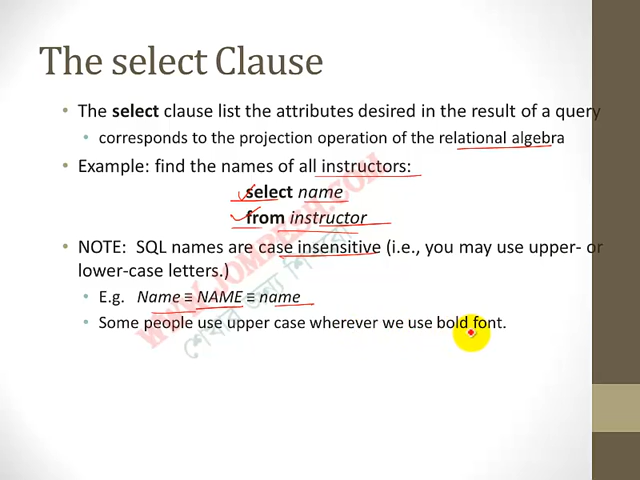 The select Clause
• The select clause list the attributes desired in the result of a query
• corresponds to the projection operation of the relational algebra
• Example: find the names of all instructors:
select name
from instructor
• NOTE: SQL names are case insensitive (i.e., you may use upper- or
lower-case letters.)
• E.g. Name ≡ NAME ≡ name
• Some people use upper case wherever we use bold font.